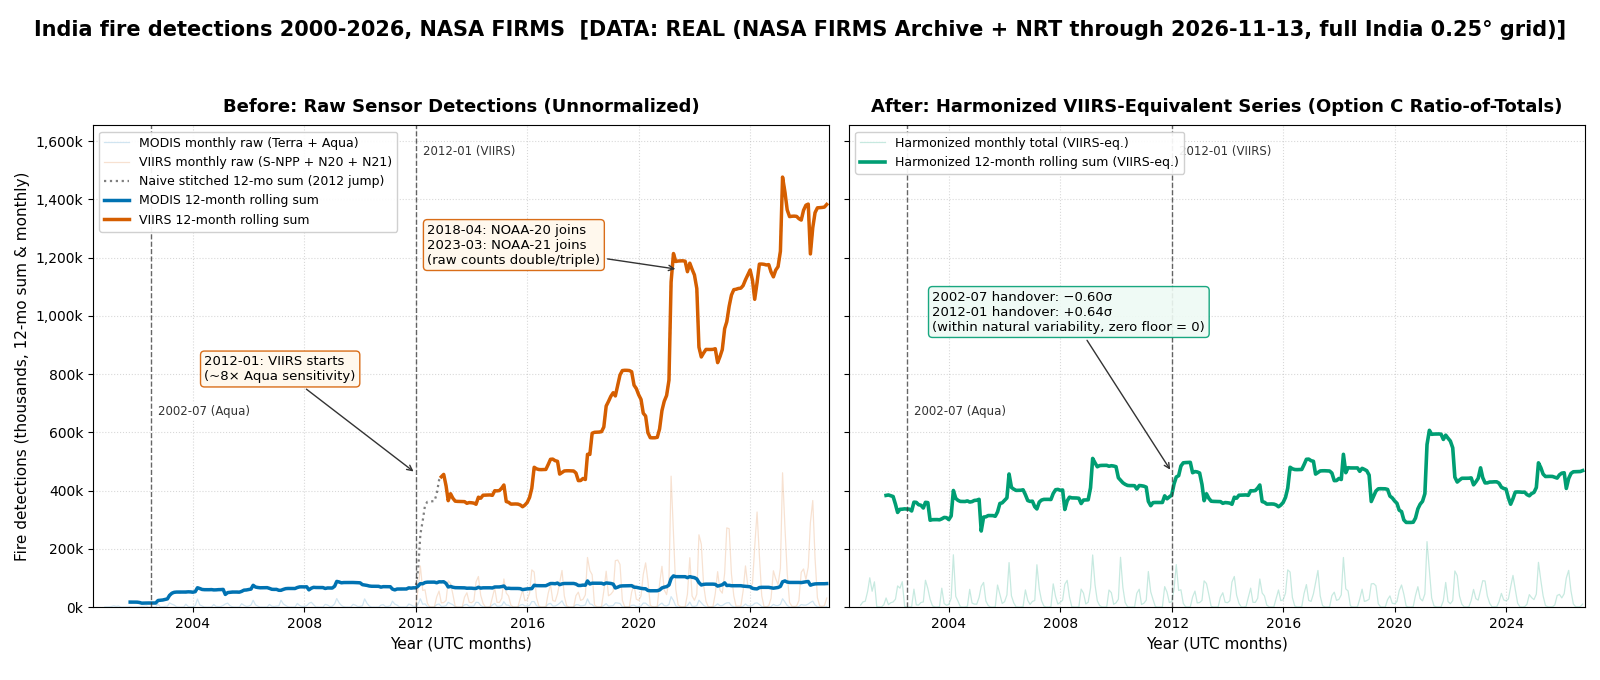 India fire detections 2000-2026, NASA FIRMS  [DATA: REAL (NASA FIRMS Archive + NRT through 2026-11-13, full India 0.25° grid)]
Before: Raw Sensor Detections (Unnormalized)
Fire detections (thousands, 12-mo sum & monthly)
1,600k
1,400k
1,200k
1,000k
800k
600k
400k
200k
0k
MODIS monthly raw (Terra + Aqua)
VIIRS monthly raw (S-NPP + N20 + N21)
Naive stitched 12-mo sum (2012 jump)
MODIS 12-month rolling sum
VIIRS 12-month rolling sum
2012-01 (VIIRS)
2018-04: NOAA-20 joins
2023-03: NOAA-21 joins
(raw counts double/triple)
2012-01: VIIRS starts
(~8× Aqua sensitivity)
2002-07 (Aqua)
2004
2008
2012
2016
2020
2024
Year (UTC months)
After: Harmonized VIIRS-Equivalent Series (Option C Ratio-of-Totals)
Harmonized monthly total (VIIRS-eq.)
Harmonized 12-month rolling sum (VIIRS-eq.)
012-01 (VIIRS)
2002-07 handover: −0.60σ
2012-01 handover: +0.64σ
(within natural variability, zero floor = 0)
2002-07 (Aqua)
2004
2008
2012
2016
2020
2024
Year (UTC months)